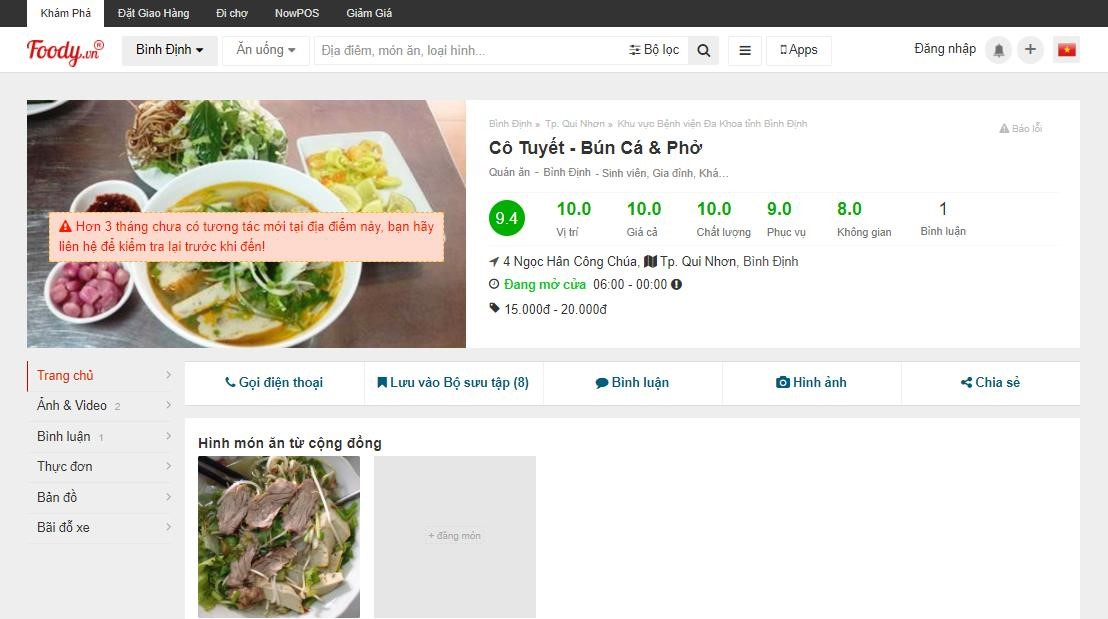 Khám Phá Đặt Giao Hàng Đi chợ NowPOS Giảm Giá
Foody.vn® Bình Định Ăn uống Địa điểm, món ăn, loại hình... Bộ lọc Apps Đăng nhập
Bình Định » Tp. Qui Nhơn » Khu vực Bệnh viện Đa Khoa tỉnh Bình Định
Báo lỗi
Cô Tuyết - Bún Cá & Phở
Quán ăn - Bình Định - Sinh viên, Gia đình, Khá...
9.4 10.0 10.0 10.0 9.0 8.0 1
Vị trí Giá cả Chất lượng Phục vụ Không gian Bình luận
Hơn 3 tháng chưa có tương tác mới tại địa điểm này, bạn hãy
liên hệ để kiểm tra lại trước khi đến!
4 Ngọc Hân Công Chúa, Tp. Qui Nhơn, Bình Định
Đang mở cửa 06:00 - 00:00
15.000đ - 20.000đ
Trang chủ
Ảnh & Video 2
Bình luận 1
Thực đơn
Bản đồ
Bãi đỗ xe
Gọi điện thoại Lưu vào Bộ sưu tập (8) Bình luận Hình ảnh Chia sẻ
Hình món ăn từ cộng đồng
+ đăng món